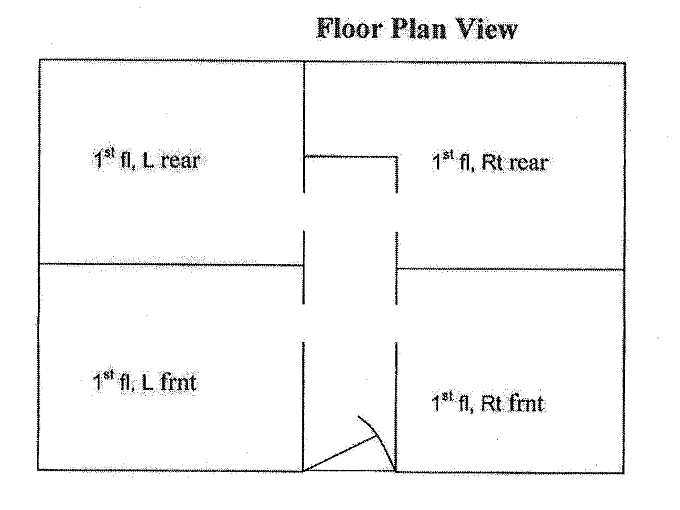 Floor Plan View
1st fl, L rear
1st fl, Rt rear
1st fl, L frnt
1st fl, Rt frnt